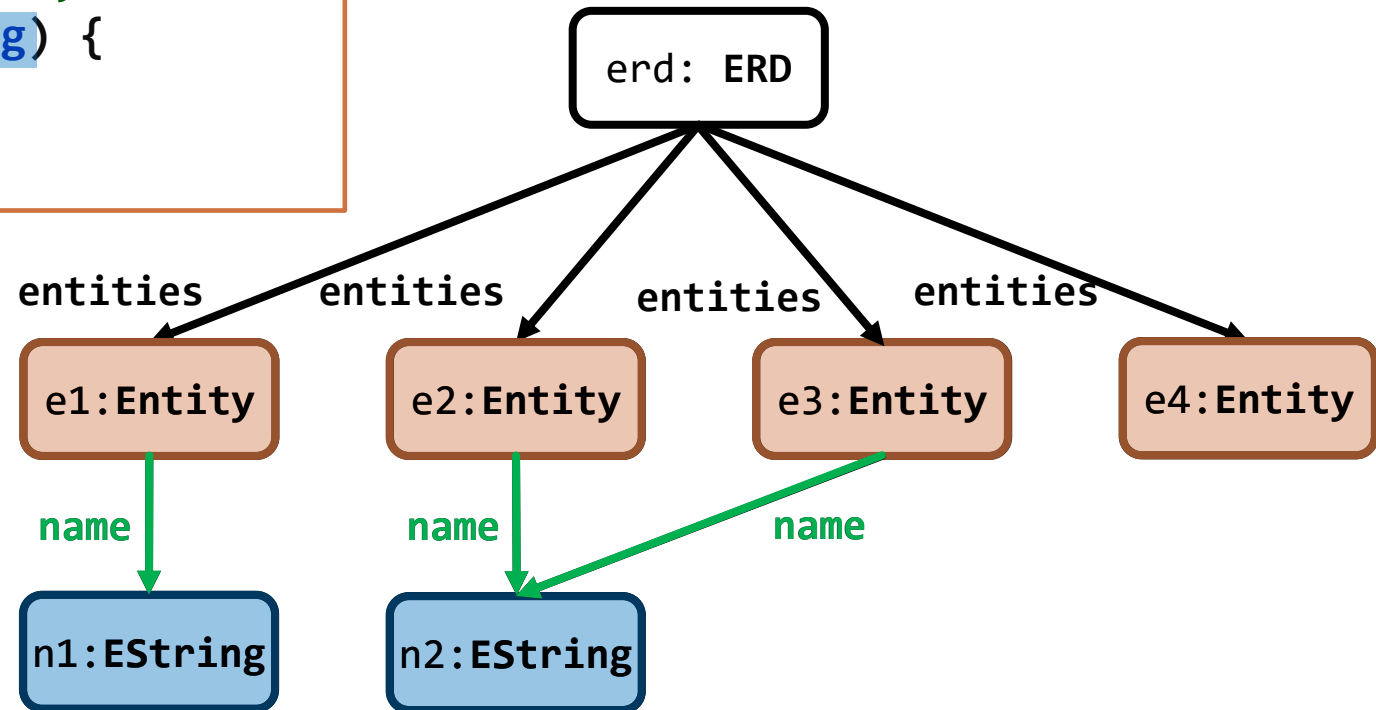 g) {
erd: ERD
entities entities entities entities
e1:Entity e2:Entity e3:Entity e4:Entity
name name name
n1:EString n2:EString